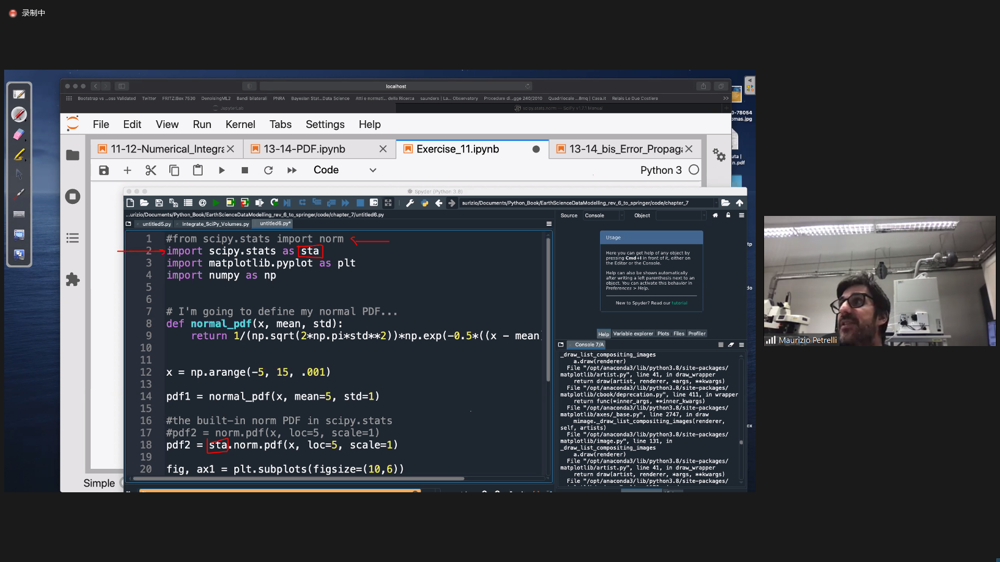 录制中
localhost
Bootstrap vs ...oss Validated
Twitter
FRITZ!Box 7530
DenoisingML2
Bandi bilaterali
PNRA
Bayesian Stat...Data Science
Atti e normati... della Ricerca
saunders | La... Observatory
Procedure di...gge 240/2010
Quadrilocale ...8mq | Casa.it
Relais Le Due Costiere
JupyterLab
scipy.stats.norm — SciPy v1.7.1 Manual
File Edit View Run Kernel Tabs Settings Help
11-12-Numerical_Integra
13-14-PDF.ipynb
Exercise_11.ipynb
13-14_bis_Error_Propaga
Code
Python 3
Spyder (Python 3.8)
aurizio/Documents/Python_Book/EarthScienceDataModelling_rev_6_to_springer/code/chapter_7
...urizio/Documents/Python_Book/EarthScienceDataModelling_rev_6_to_springer/code/chapter_7/untitled6.py
untitled5.py
Integrate_SciPy_Volumes.py
untitled6.py*
1 #from scipy.stats import norm
2 import scipy.stats as sta
3 import matplotlib.pyplot as plt
4 import numpy as np
5
6
7 # I'm going to define my normal PDF...
8 def normal_pdf(x, mean, std):
9 return 1/(np.sqrt(2*np.pi*std**2))*np.exp(-0.5*((x - mean)
10
11
12 x = np.arange(-5, 15, .001)
13
14 pdf1 = normal_pdf(x, mean=5, std=1)
15
16 #the built-in norm PDF in scipy.stats
17 #pdf2 = norm.pdf(x, loc=5, scale=1)
18 pdf2 = sta.norm.pdf(x, loc=5, scale=1)
19
20 fig, ax1 = plt.subplots(figsize=(10,6))
Simple
Source Console Object
Usage
Here you can get help of any object by
pressing Cmd+I in front of it, either on
the Editor or the Console.
Help can also be shown automatically
after writing a left parenthesis next to an
object. You can activate this behavior in
Preferences > Help.
New to Spyder? Read our tutorial
Help Variable explorer Plots Files Profiler
Console 7/A
_draw_list_compositing_images
a.draw(renderer)
File "/opt/anaconda3/lib/python3.8/site-packages/
matplotlib/artist.py", line 41, in draw_wrapper
return draw(artist, renderer, *args, **kwargs)
File "/opt/anaconda3/lib/python3.8/site-packages/
matplotlib/cbook/deprecation.py", line 411, in wrapper
return func(*inner_args, **inner_kwargs)
File "/opt/anaconda3/lib/python3.8/site-packages/
matplotlib/axes/_base.py", line 2747, in draw
mimage._draw_list_compositing_images(renderer,
self, artists)
File "/opt/anaconda3/lib/python3.8/site-packages/
matplotlib/image.py", line 131, in
_draw_list_compositing_images
a.draw(renderer)
File "/opt/anaconda3/lib/python3.8/site-packages/
matplotlib/artist.py", line 41, in draw_wrapper
return draw(artist, renderer, *args, **kwargs)
File "/opt/anaconda3/lib/python3.8/site-packages/
0-78054
omas.jpg
uta |
n.pdf
tp
do
cx
Maurizio Petrelli